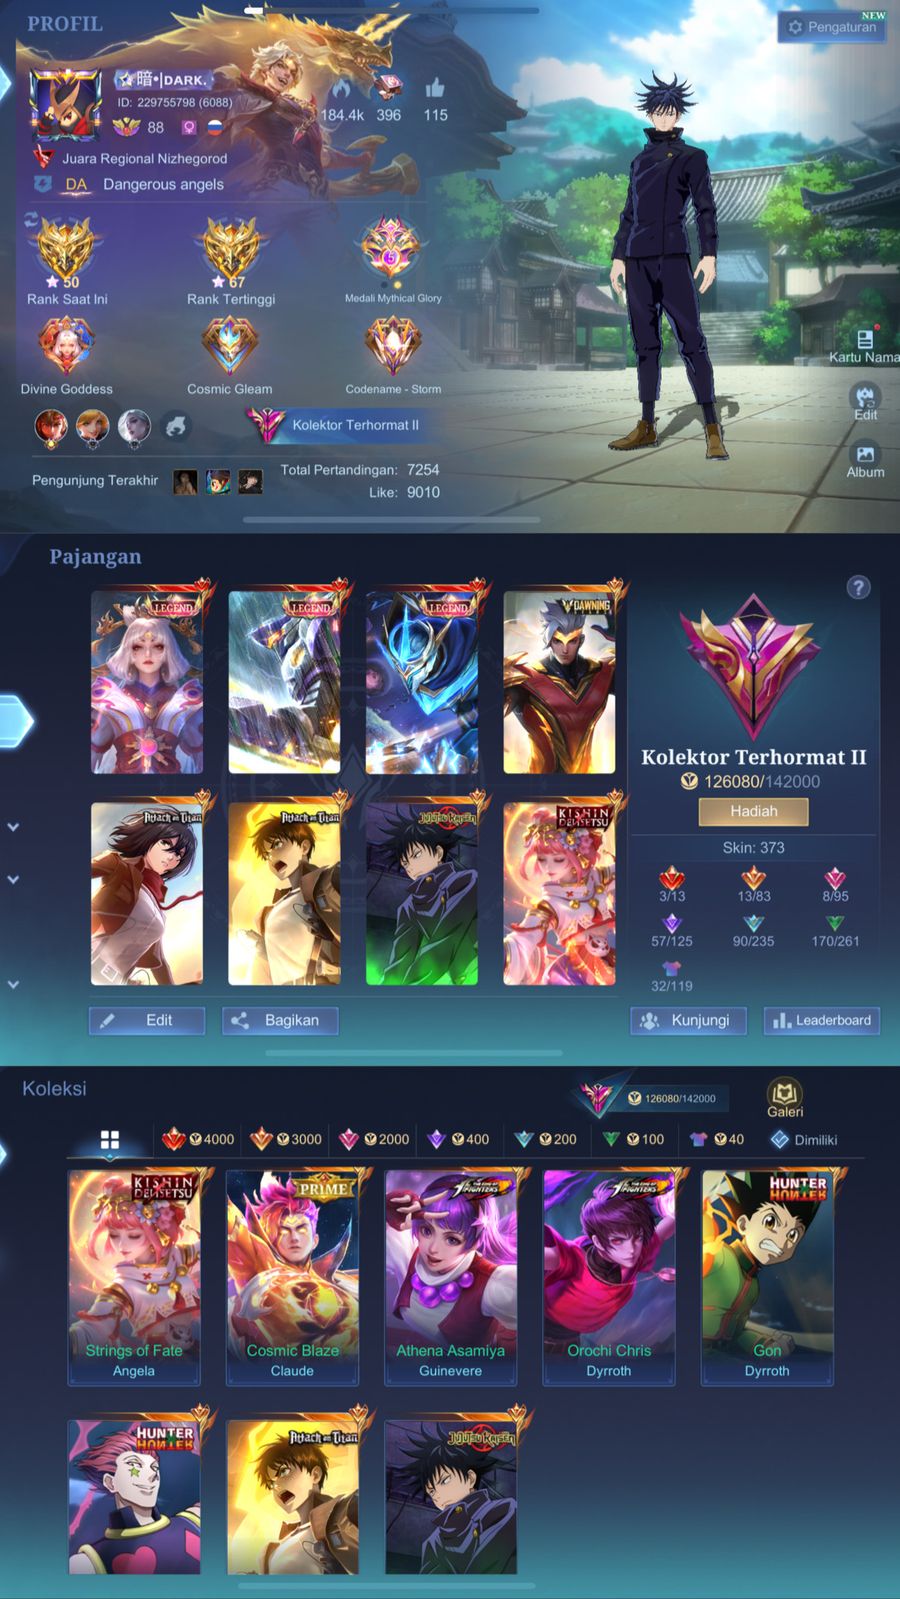 PROFIL
NEW
Pengaturan
暗•|DARK.
ID: 229755798 (6088)
184.4k 396 115
88
Juara Regional Nizhegorod
DA Dangerous angels
50 67 5
Rank Saat Ini Rank Tertinggi Medali Mythical Glory
Divine Goddess Cosmic Gleam Codename - Storm
Kartu Nama
Edit
Kolektor Terhormat II
Album
Pengunjung Terakhir
Total Pertandingan: 7254
Like: 9010
Pajangan
?
LEGEND LEGEND LEGEND DAWNING
Kolektor Terhormat II
126080/142000
Hadiah
Attack on Titan Attack on Titan JUJUTSU KAISEN KISHIN DENSETSU
Skin: 373
3/13 13/83 8/95
57/125 90/235 170/261
32/119
Edit Bagikan Kunjungi Leaderboard
Koleksi
126080/142000
Galeri
4000 3000 2000 400 200 100 40 Dimiliki
KISHIN DENSETSU PRIME THE KING OF FIGHTERS THE KING OF FIGHTERS HUNTER HUNTER
Strings of Fate Cosmic Blaze Athena Asamiya Orochi Chris Gon
Angela Claude Guinevere Dyrroth Dyrroth
HUNTER HUNTER Attack on Titan JUJUTSU KAISEN